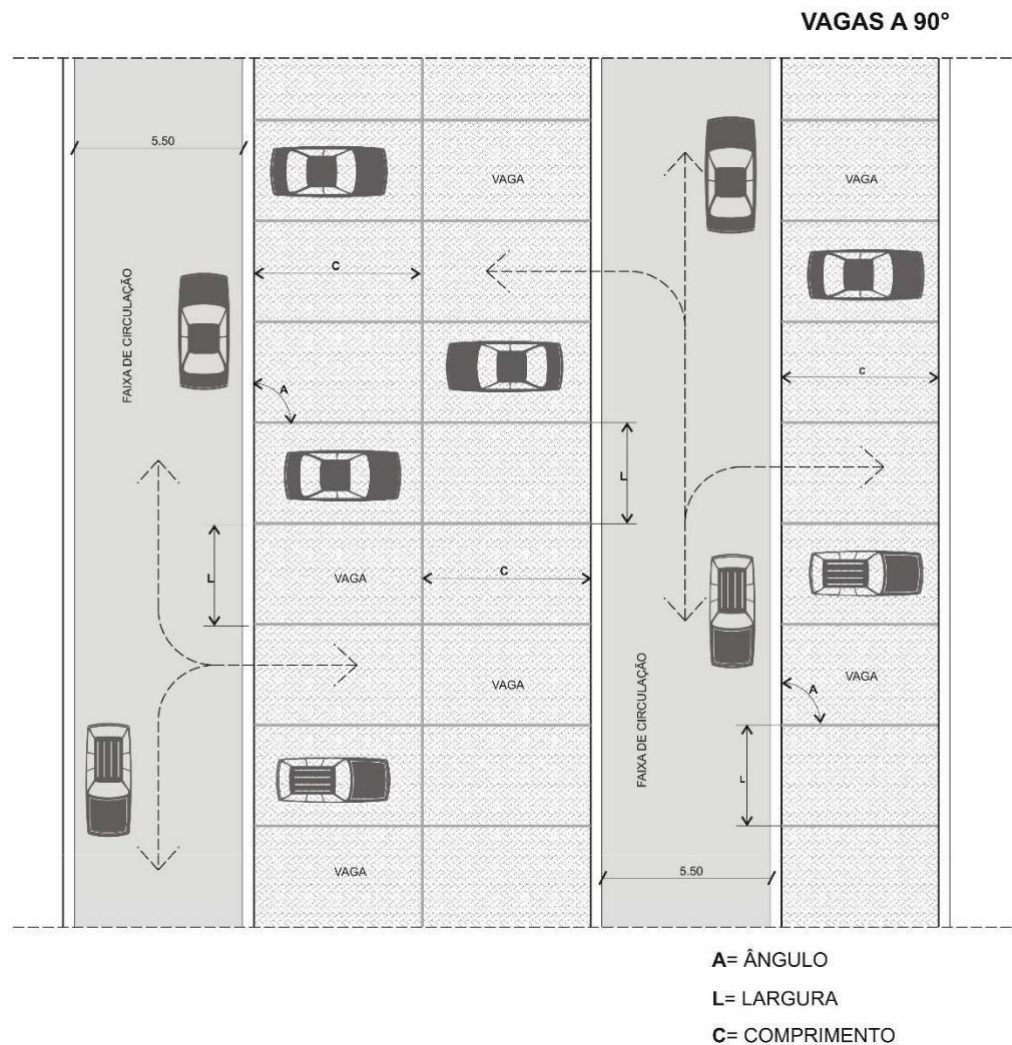 VAGAS A 90°
5.50
VAGA
VAGA
FAIXA DE CIRCULAÇÃO
C
C
A
L
L
VAGA
C
FAIXA DE CIRCULAÇÃO
VAGA
VAGA
A
L
VAGA
5.50
A= ÂNGULO
L= LARGURA
C= COMPRIMENTO